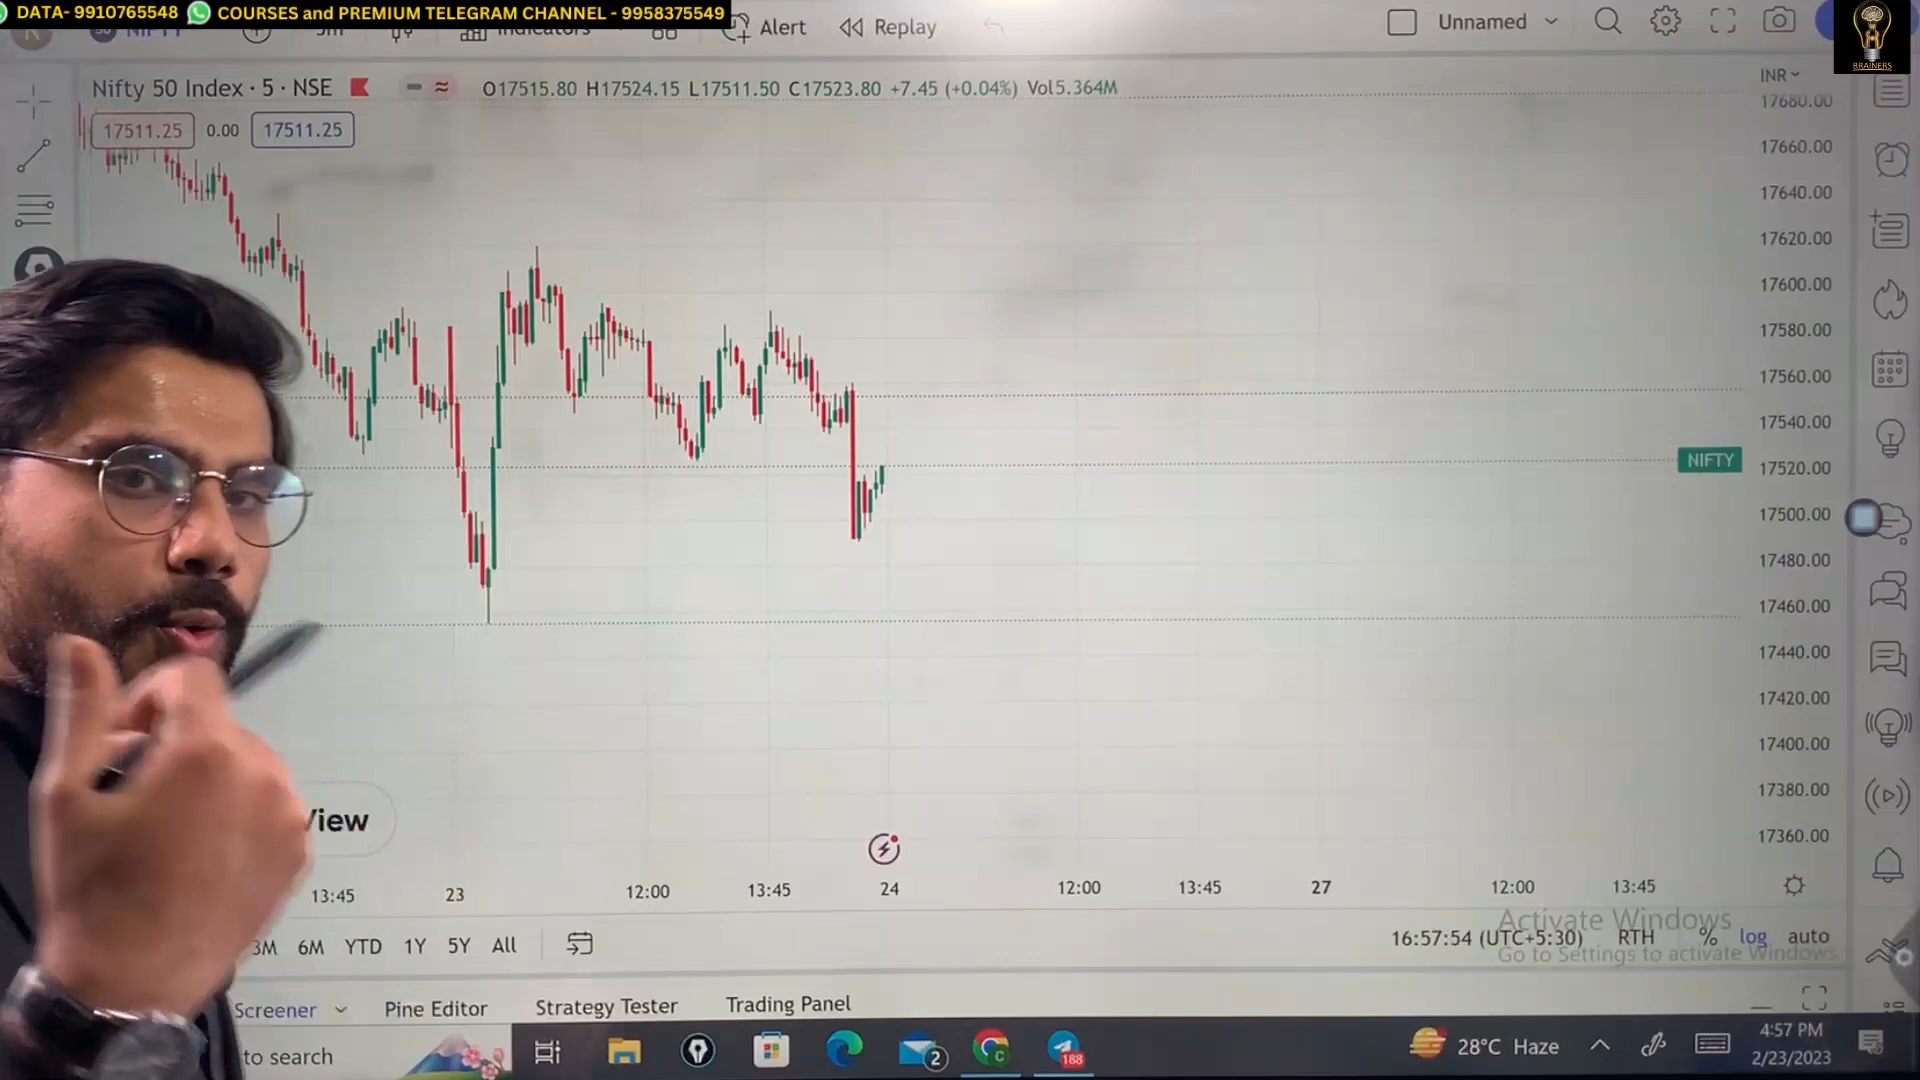 DATA- 9910765548 COURSES and PREMIUM TELEGRAM CHANNEL - 9958375549
NIFTY 5m Indicators Alert Replay Unnamed
BRAINERS
Nifty 50 Index · 5 · NSE O17515.80 H17524.15 L17511.50 C17523.80 +7.45 (+0.04%) Vol5.364M
INR
17511.25 0.00 17511.25
17680.00
17660.00
17640.00
17620.00
17600.00
17580.00
17560.00
17540.00
NIFTY
17520.00
17500.00
17480.00
17460.00
17440.00
17420.00
17400.00
17380.00
17360.00
View
13:45 23 12:00 13:45 24 12:00 13:45 27 12:00 13:45
Activate Windows
Go to Settings to activate Windows.
3M 6M YTD 1Y 5Y All 16:57:54 (UTC+5:30) RTH % log auto
Screener Pine Editor Strategy Tester Trading Panel
to search 2 C 188 28°C Haze 4:57 PM
2/23/2023